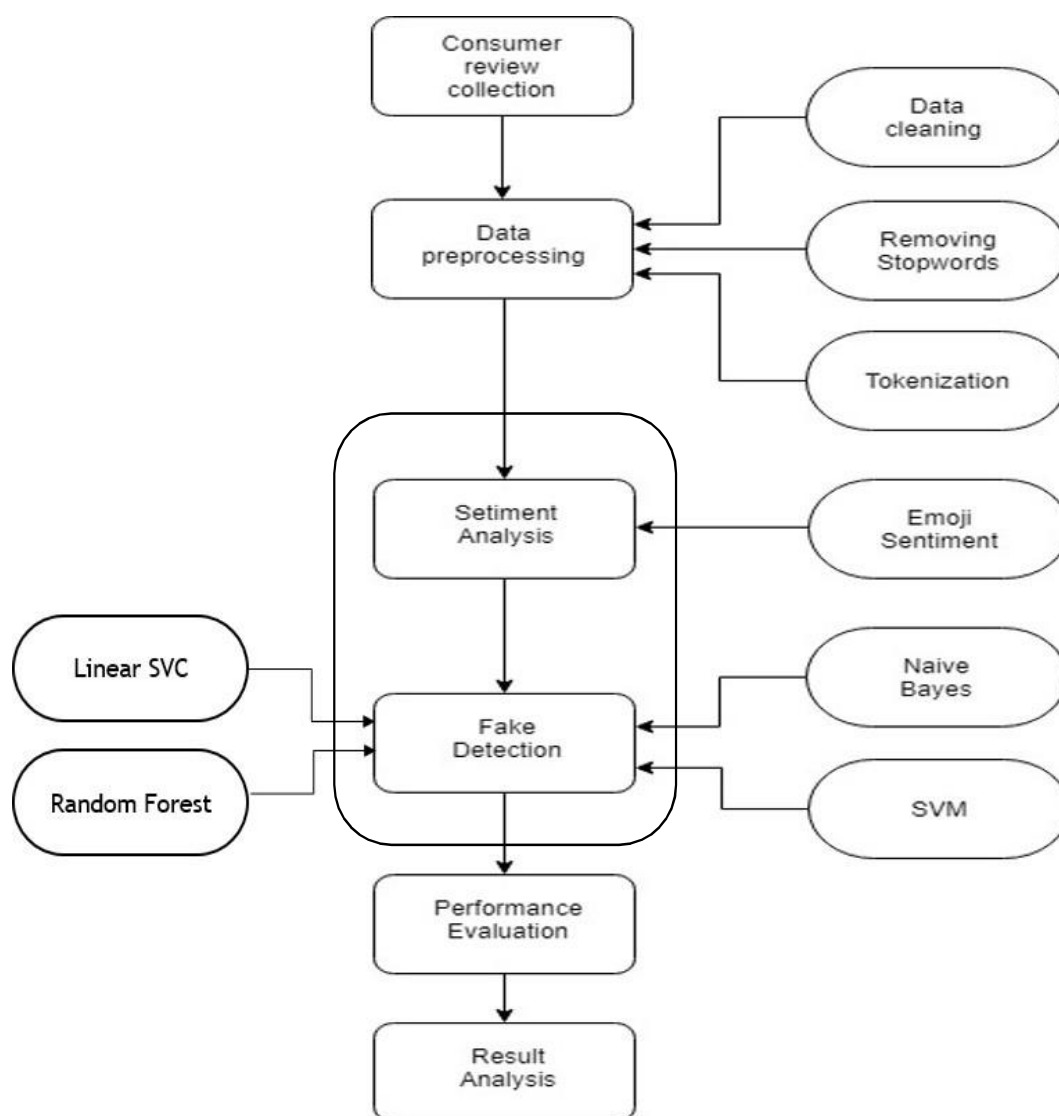 Consumer
review
collection
Data
cleaning
Data
preprocessing
Removing
Stopwords
Tokenization
Setiment
Analysis
Emoji
Sentiment
Linear SVC
Naive
Bayes
Fake
Detection
Random Forest
SVM
Performance
Evaluation
Result
Analysis